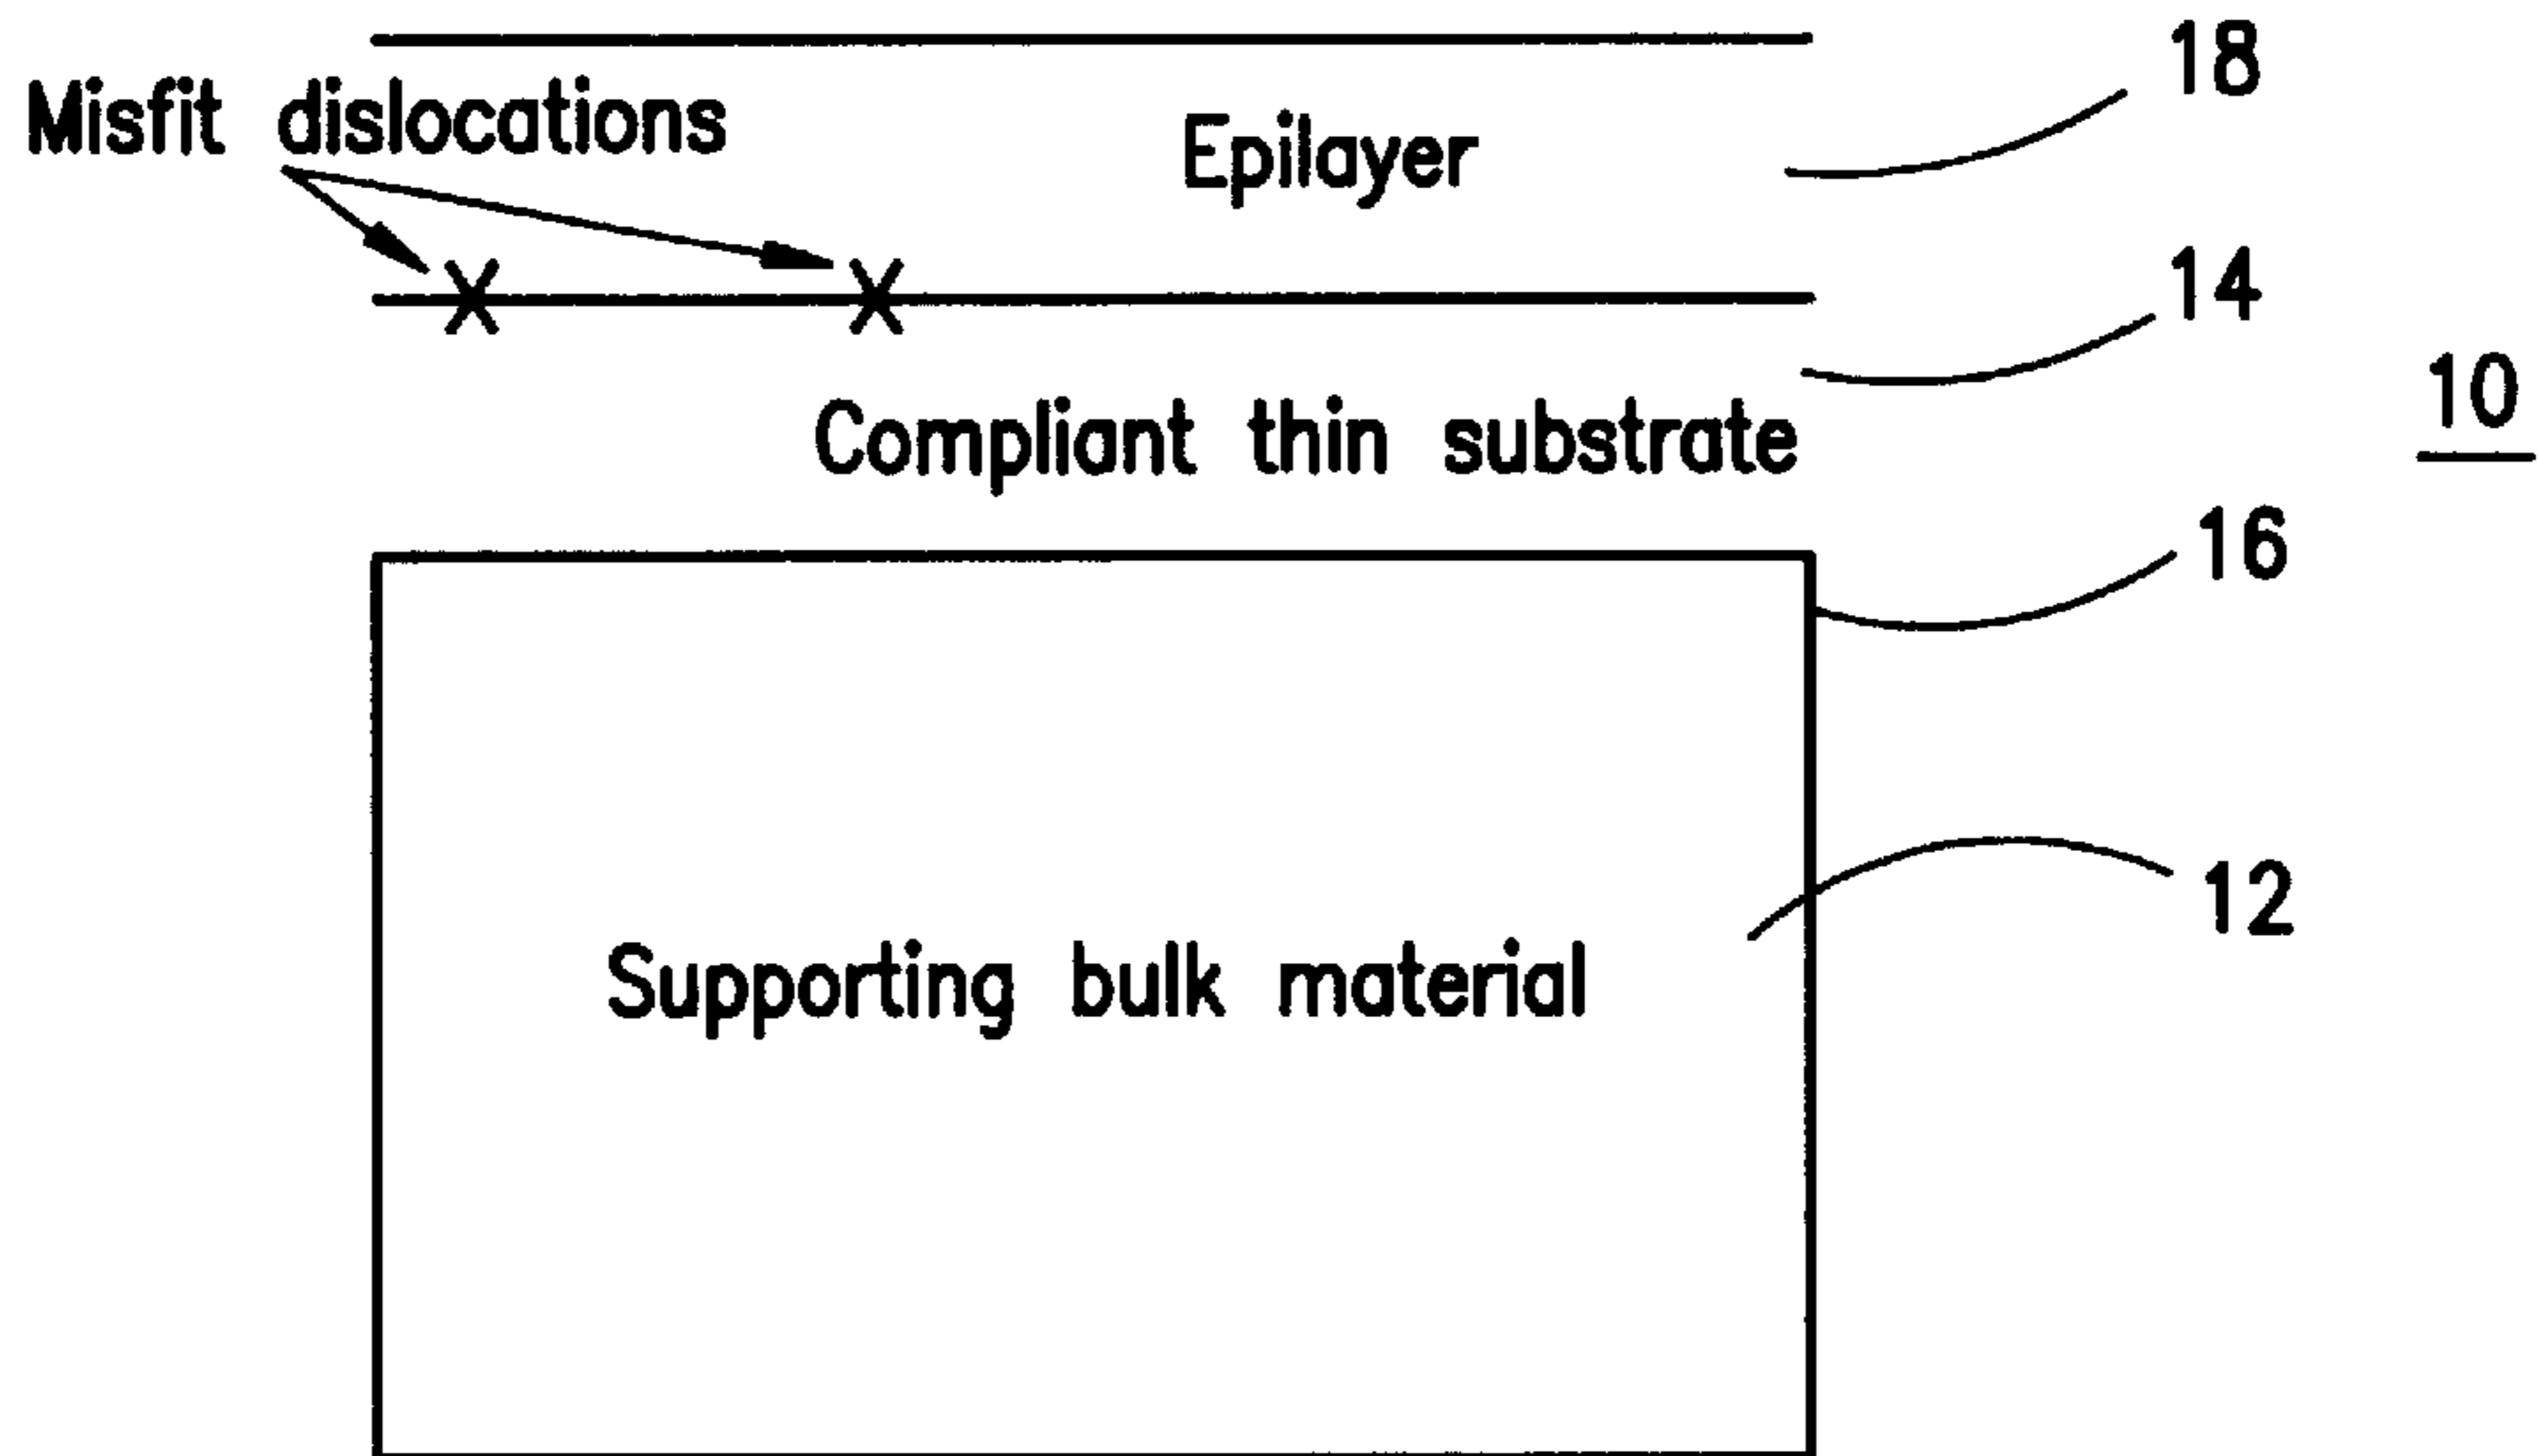 18
Misfit dislocations
Epilayer
14
10
Compliant thin substrate
16
12
Supporting bulk material